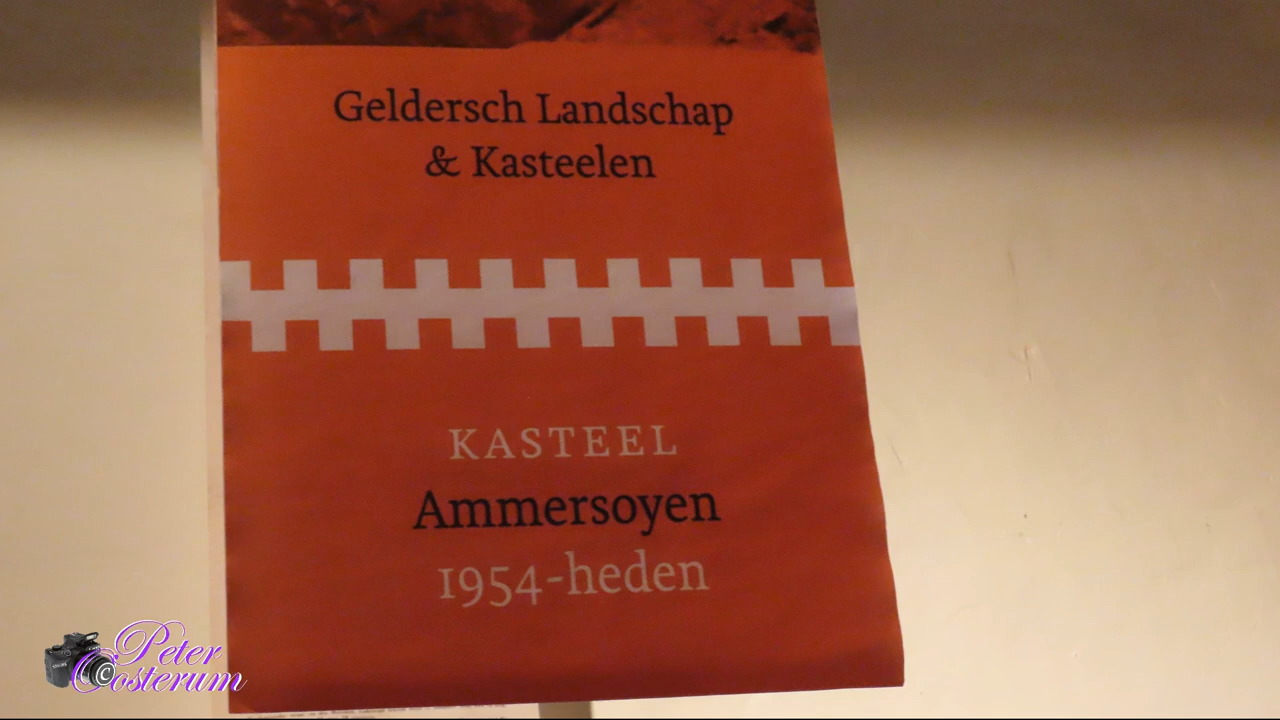 Geldersch Landschap
& Kasteelen
KASTEEL
Ammersoyen
1954-heden
Peter
©Oosterum